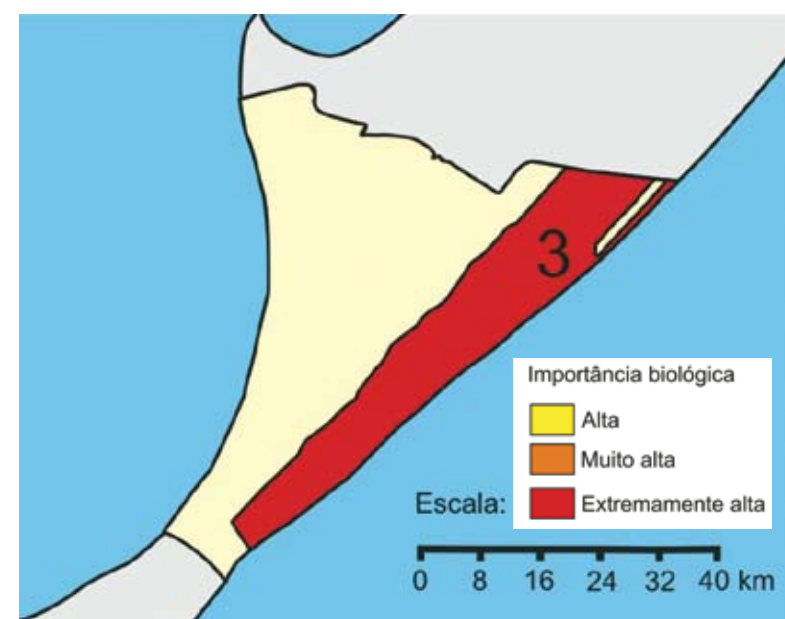 3
Importância biológica
Alta
Muito alta
Extremamente alta
Escala:
0 8 16 24 32 40 km